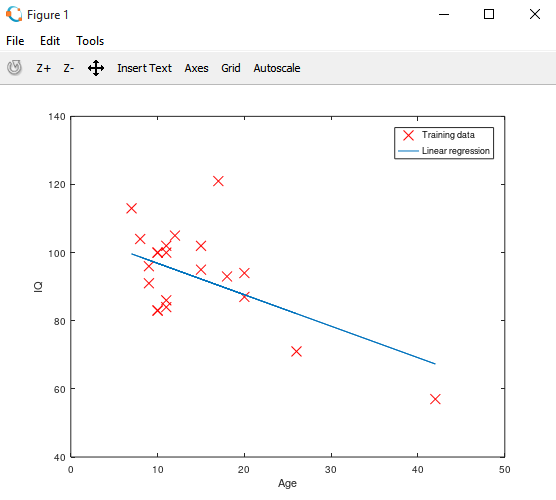 Figure 1
File Edit Tools
Z+ Z- Insert Text Axes Grid Autoscale
140
Training data
Linear regression
120
100
IQ
80
60
40
0 10 20 30 40 50
Age